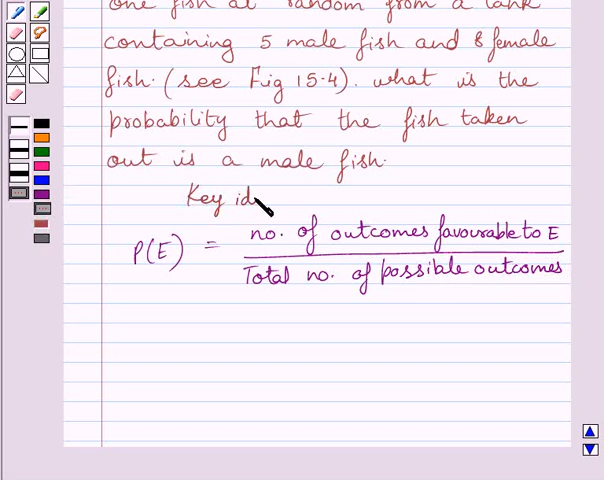 one fish at random from a tank
containing 5 male fish and 8 female
fish. (see Fig 15.4). what is the
probability that the fish taken
out is a male fish.
Key id
P(E) = no. of outcomes favourable to E
Total no. of possible outcomes